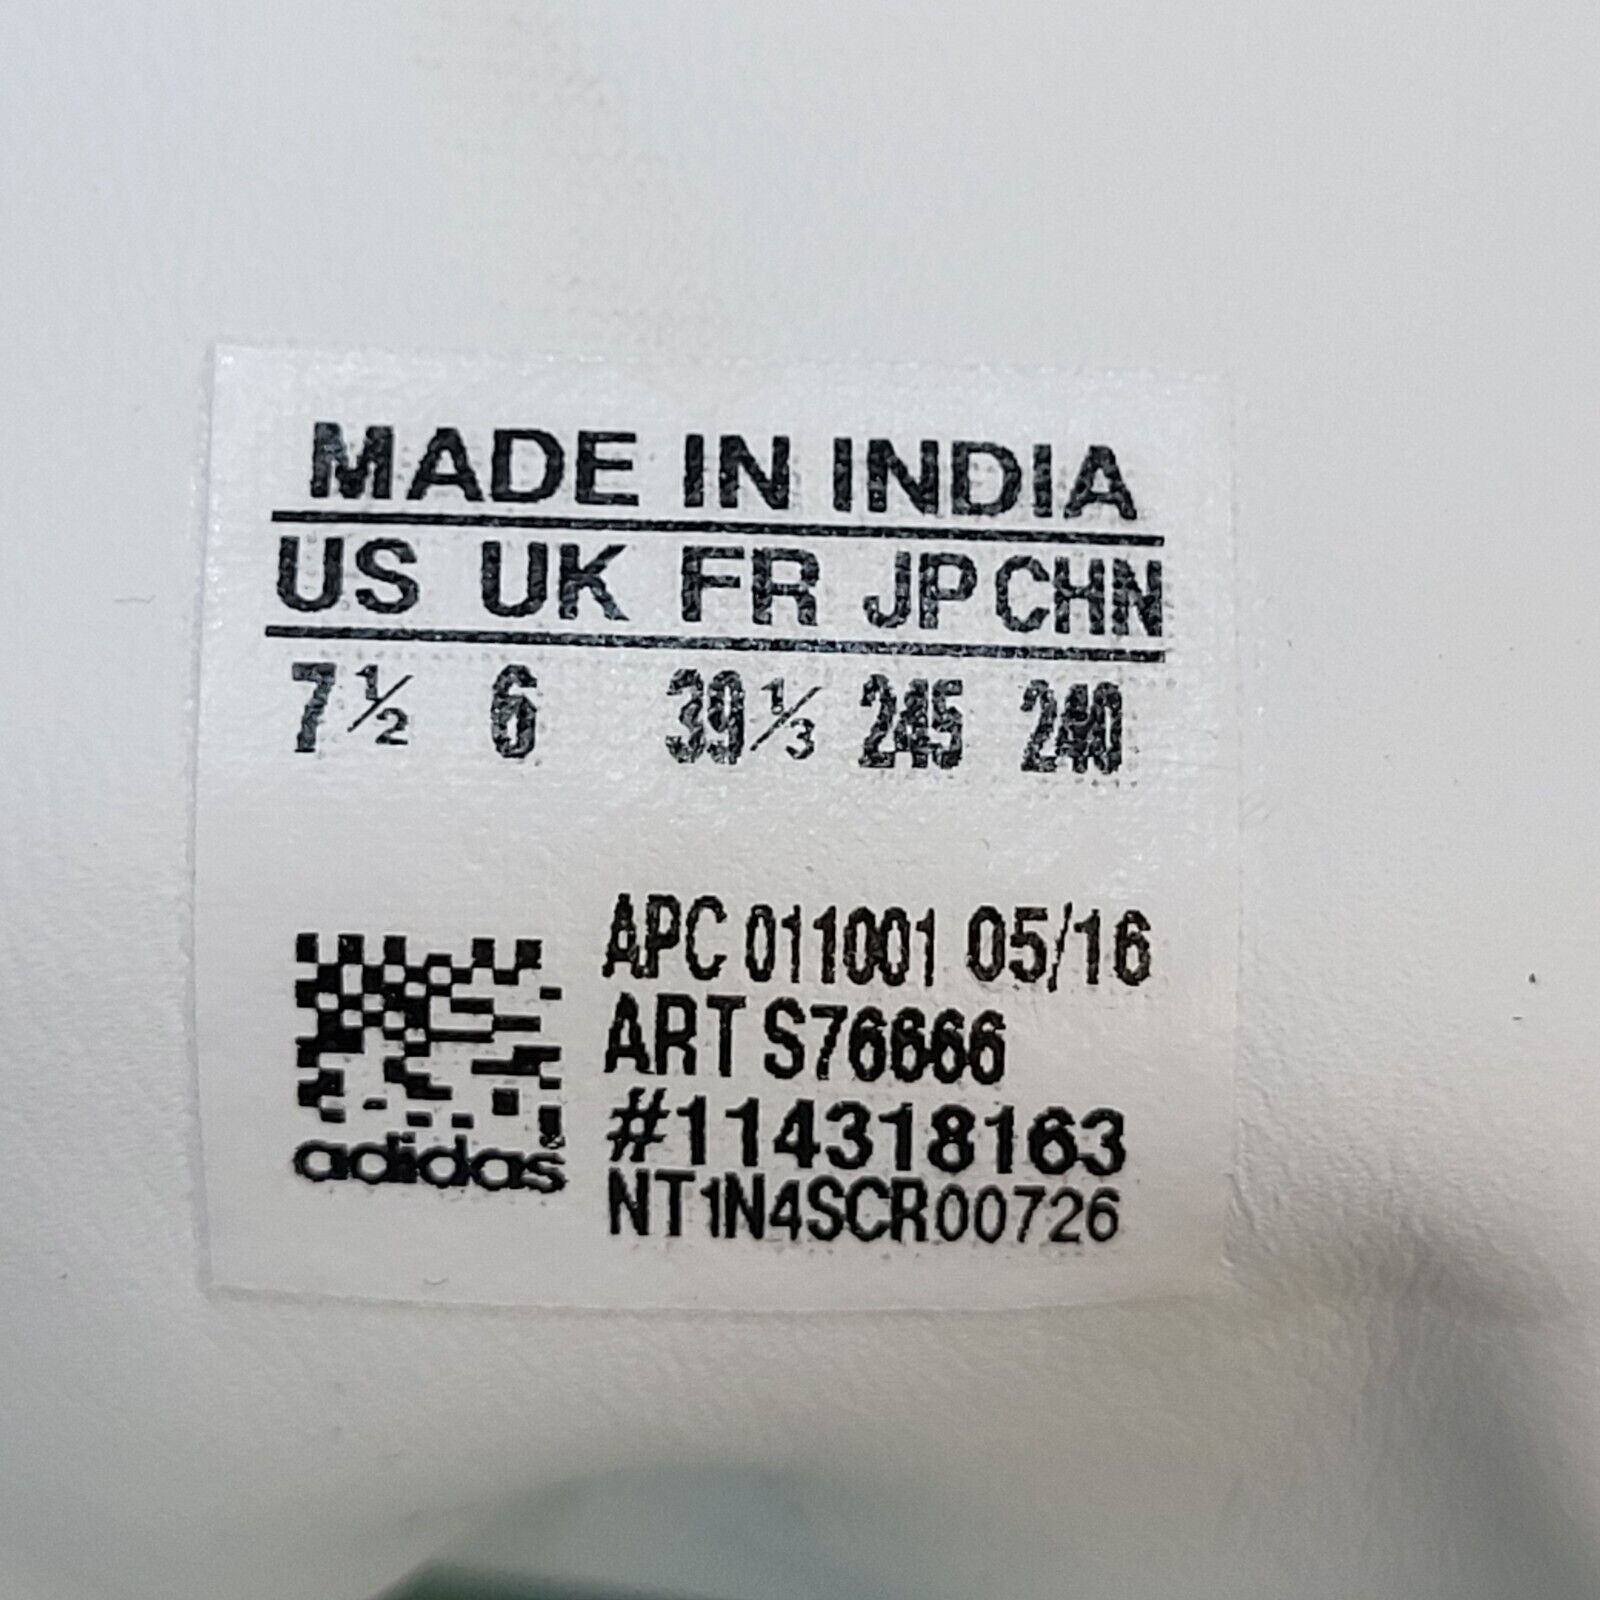 MADE IN INDIA
US UK FR JP CHN
7½ 6 39⅓ 245 240
APC 011001 05/16
ART S76666
#114318163
adidas
NT1N4SCR00726